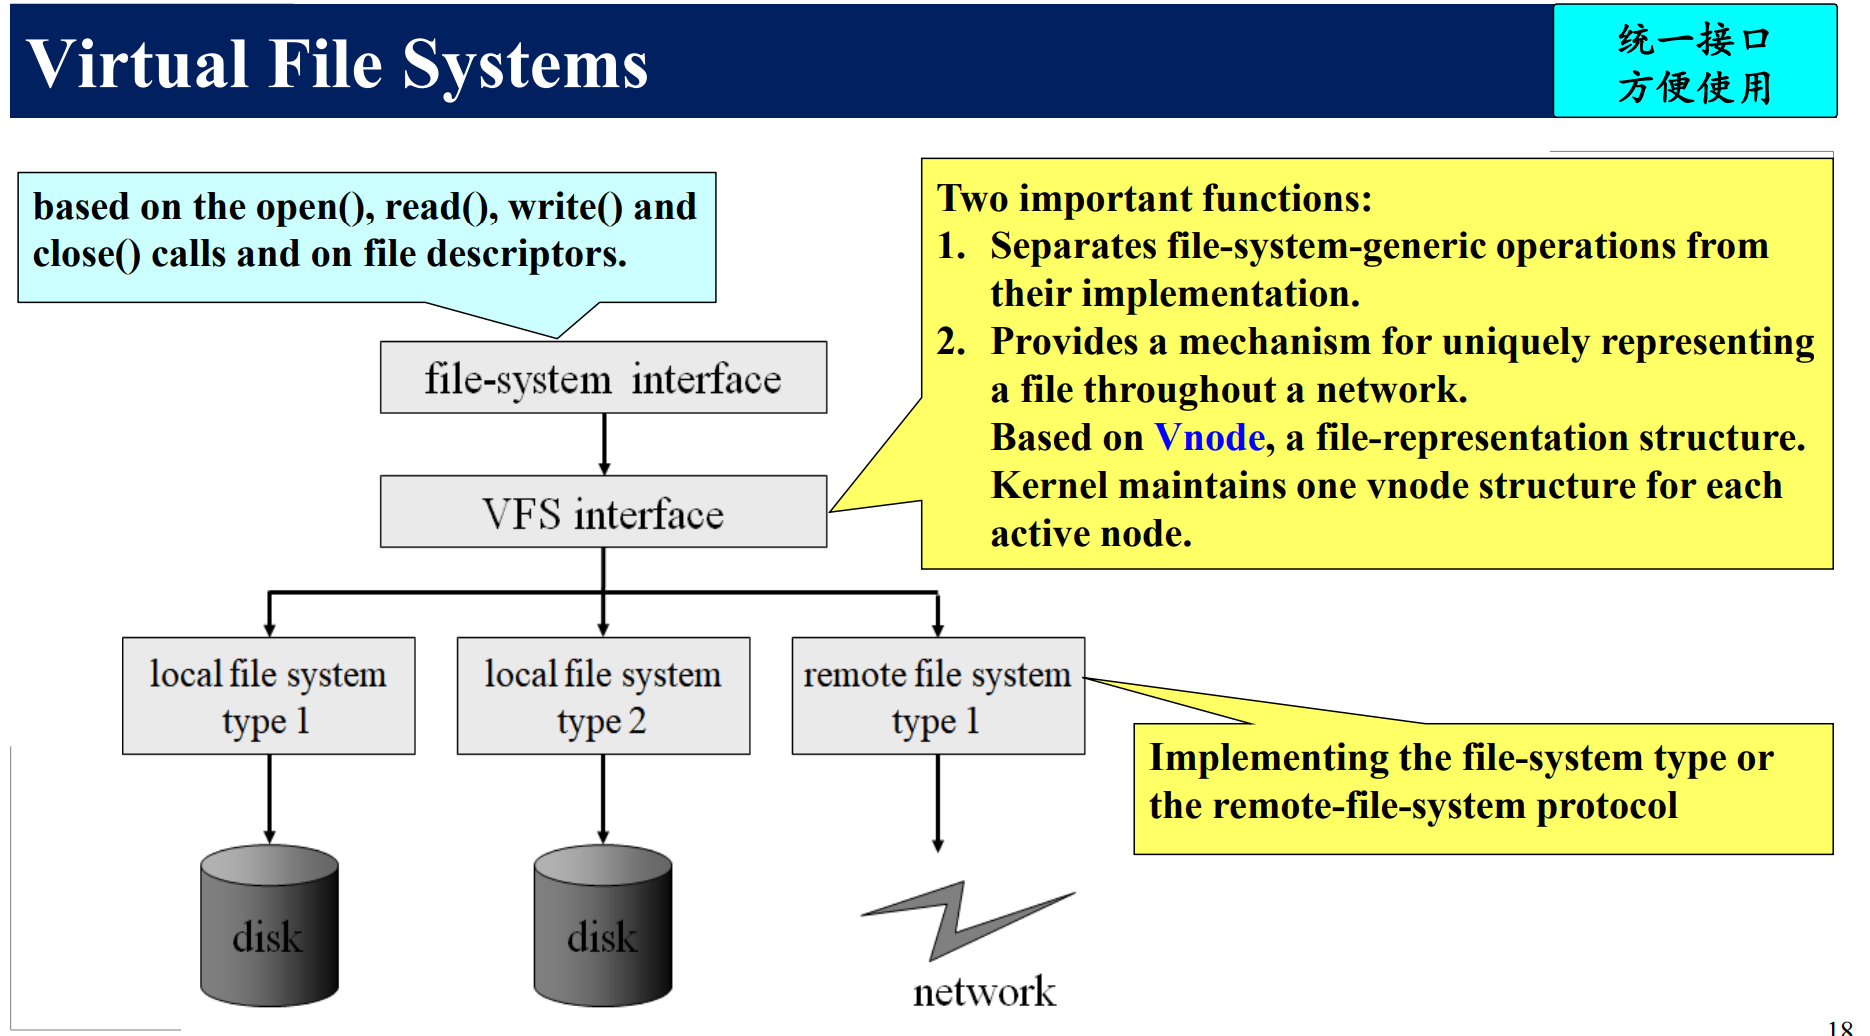 Virtual File Systems
统一接口
方便使用
based on the open(), read(), write() and
close() calls and on file descriptors.
Two important functions:
1. Separates file-system-generic operations from
their implementation.
2. Provides a mechanism for uniquely representing
a file throughout a network.
Based on Vnode, a file-representation structure.
Kernel maintains one vnode structure for each
active node.
file-system interface
VFS interface
local file system
type 1
local file system
type 2
remote file system
type 1
Implementing the file-system type or
the remote-file-system protocol
disk
disk
network
18